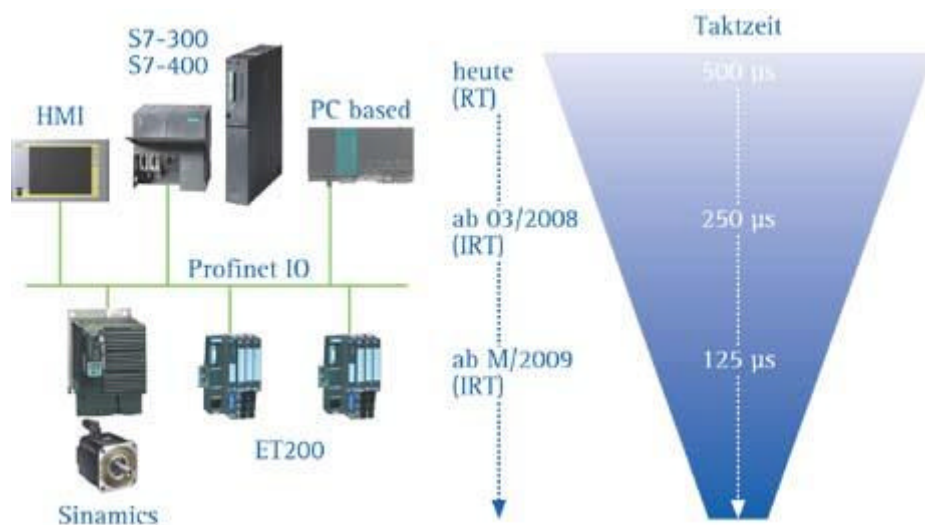 S7-300
S7-400
HMI
PC based
Profinet IO
ET200
Sinamics
heute
(RT)
ab 03/2008
(IRT)
ab M/2009
(IRT)
Taktzeit
500 µs
250 µs
125 µs